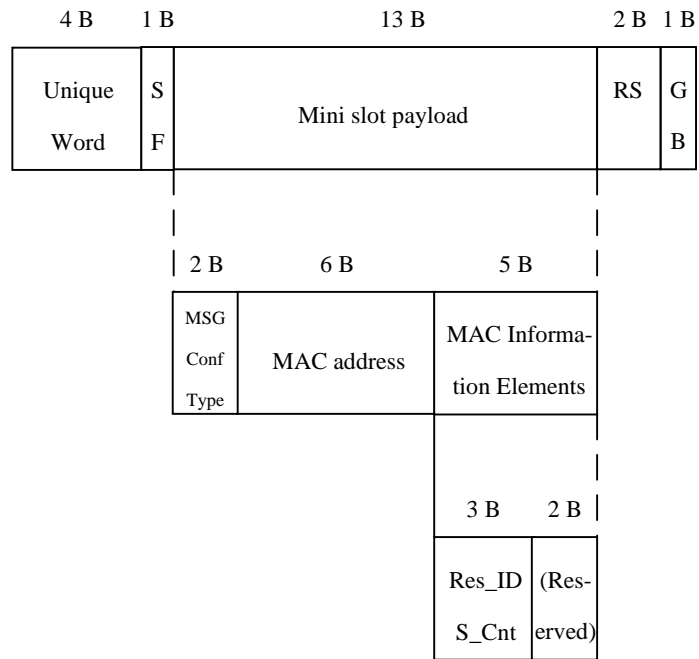 4 B 1 B 13 B 2 B 1 B
Unique
Word
S
F
Mini slot payload
RS
G
B
2 B 6 B 5 B
MSG
Conf
Type
MAC address
MAC Informa-
tion Elements
3 B 2 B
Res_ID
S_Cnt
(Res-
erved)